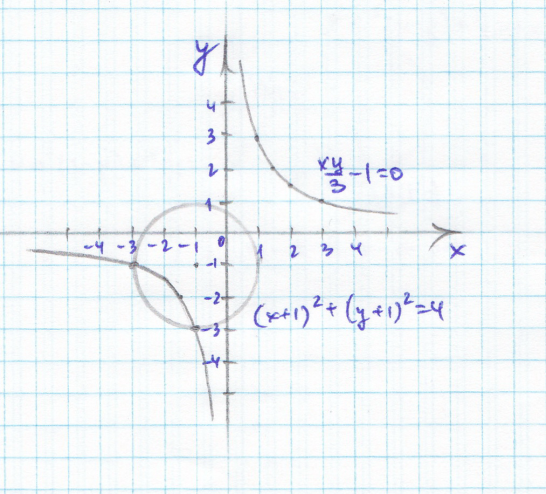 y
4
3
2
1
xy/3 - 1 = 0
-4 -3 -2 -1 0 1 2 3 4 x
-1
-2
(x+1)² + (y+1)² = 4
-3
-4